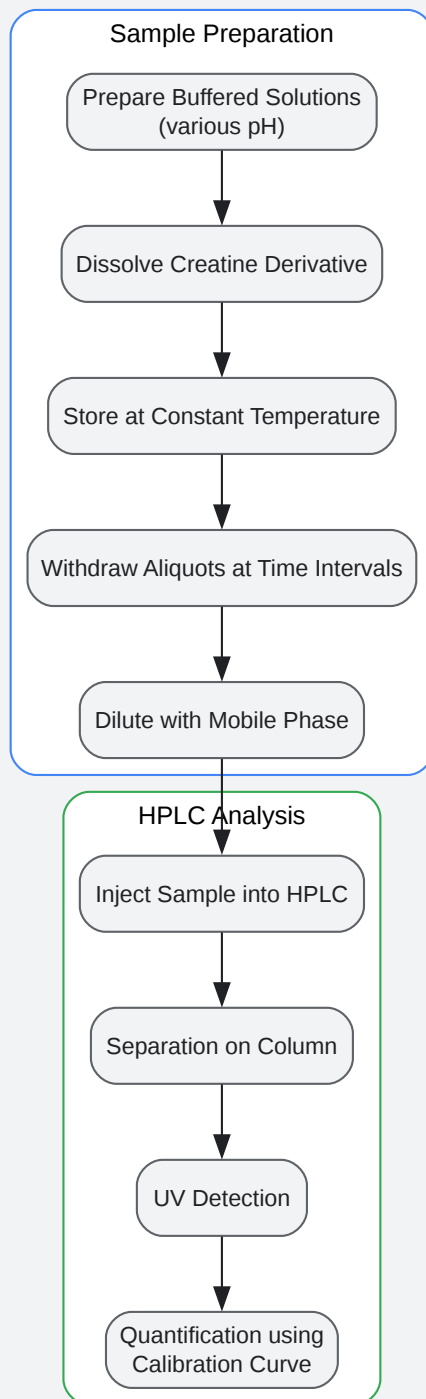 Sample Preparation
Prepare Buffered Solutions
(various pH)
Dissolve Creatine Derivative
Store at Constant Temperature
Withdraw Aliquots at Time Intervals
Dilute with Mobile Phase
HPLC Analysis
Inject Sample into HPLC
Separation on Column
UV Detection
Quantification using
Calibration Curve